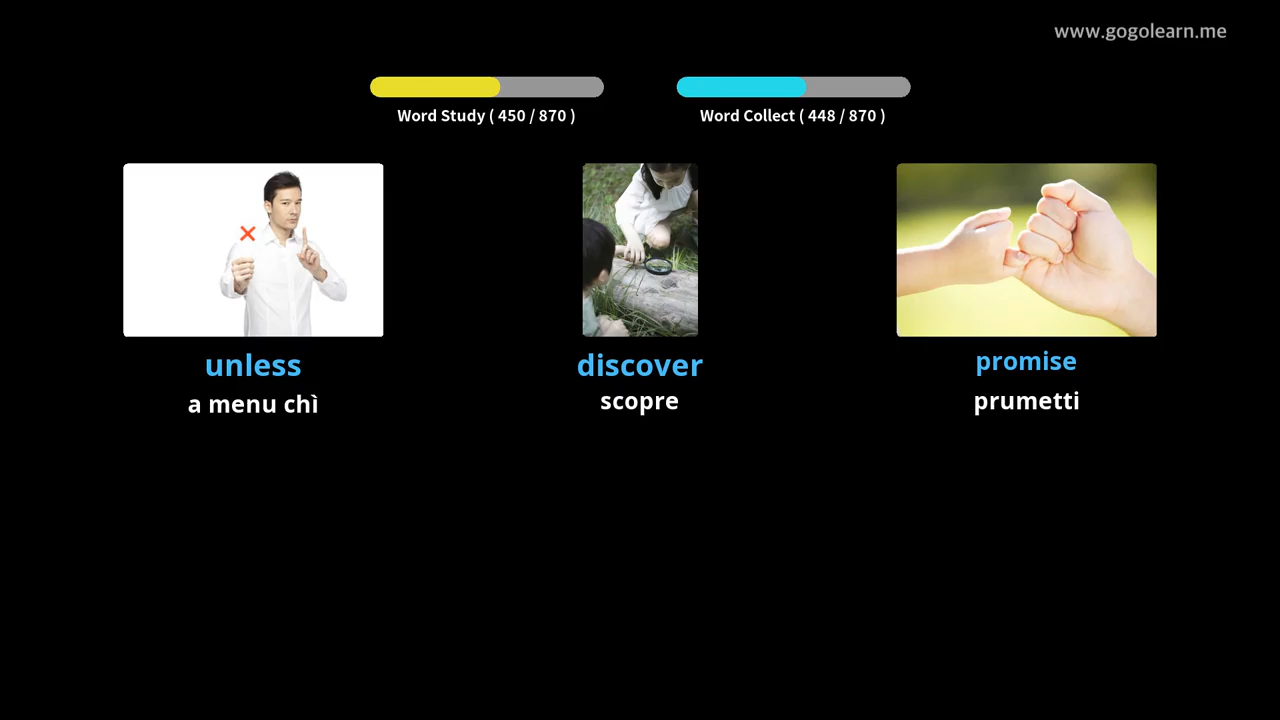 www.gogolearn.me
Word Study ( 450 / 870 )
Word Collect ( 448 / 870 )
unless
a menu chì
discover
scopre
promise
prumetti